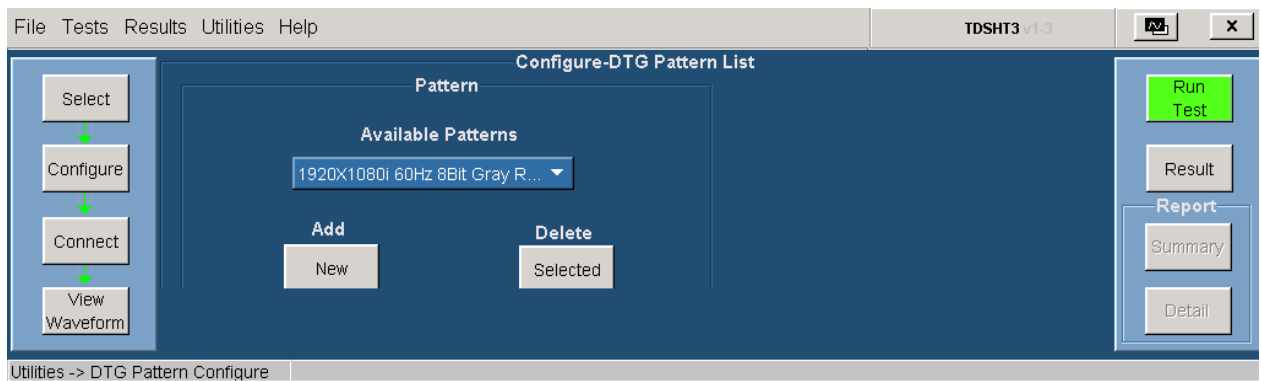 File Tests Results Utilities Help TDSHT3 v1-3 x
Configure-DTG Pattern List
Select
Configure
Connect
View
Waveform
Pattern
Available Patterns
1920X1080i 60Hz 8Bit Gray R...
Add
New
Delete
Selected
Run
Test
Result
Report
Summary
Detail
Utilities -> DTG Pattern Configure